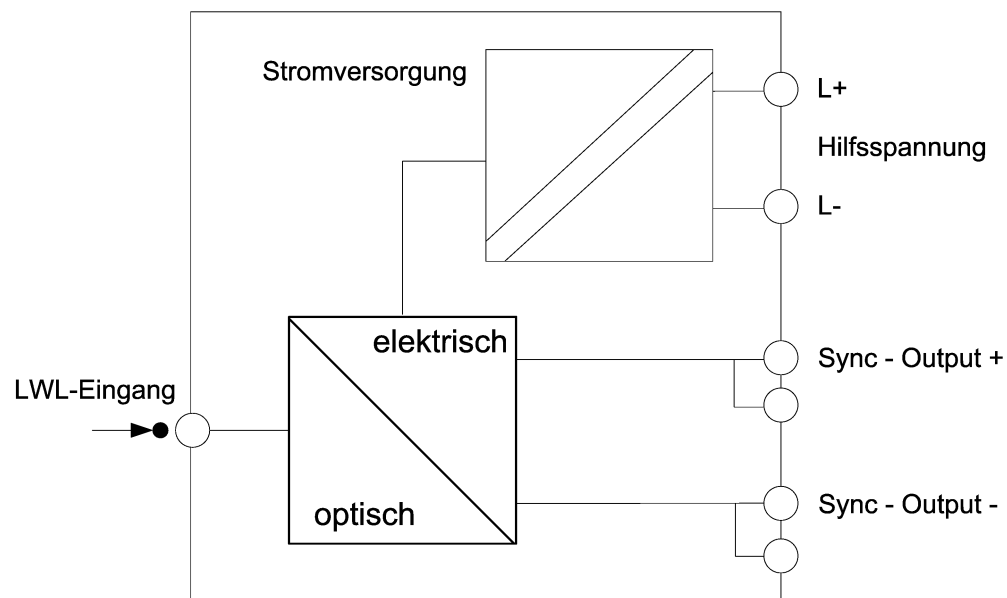 Stromversorgung
L+
Hilfsspannung
L-
elektrisch
Sync - Output +
LWL-Eingang
optisch
Sync - Output -